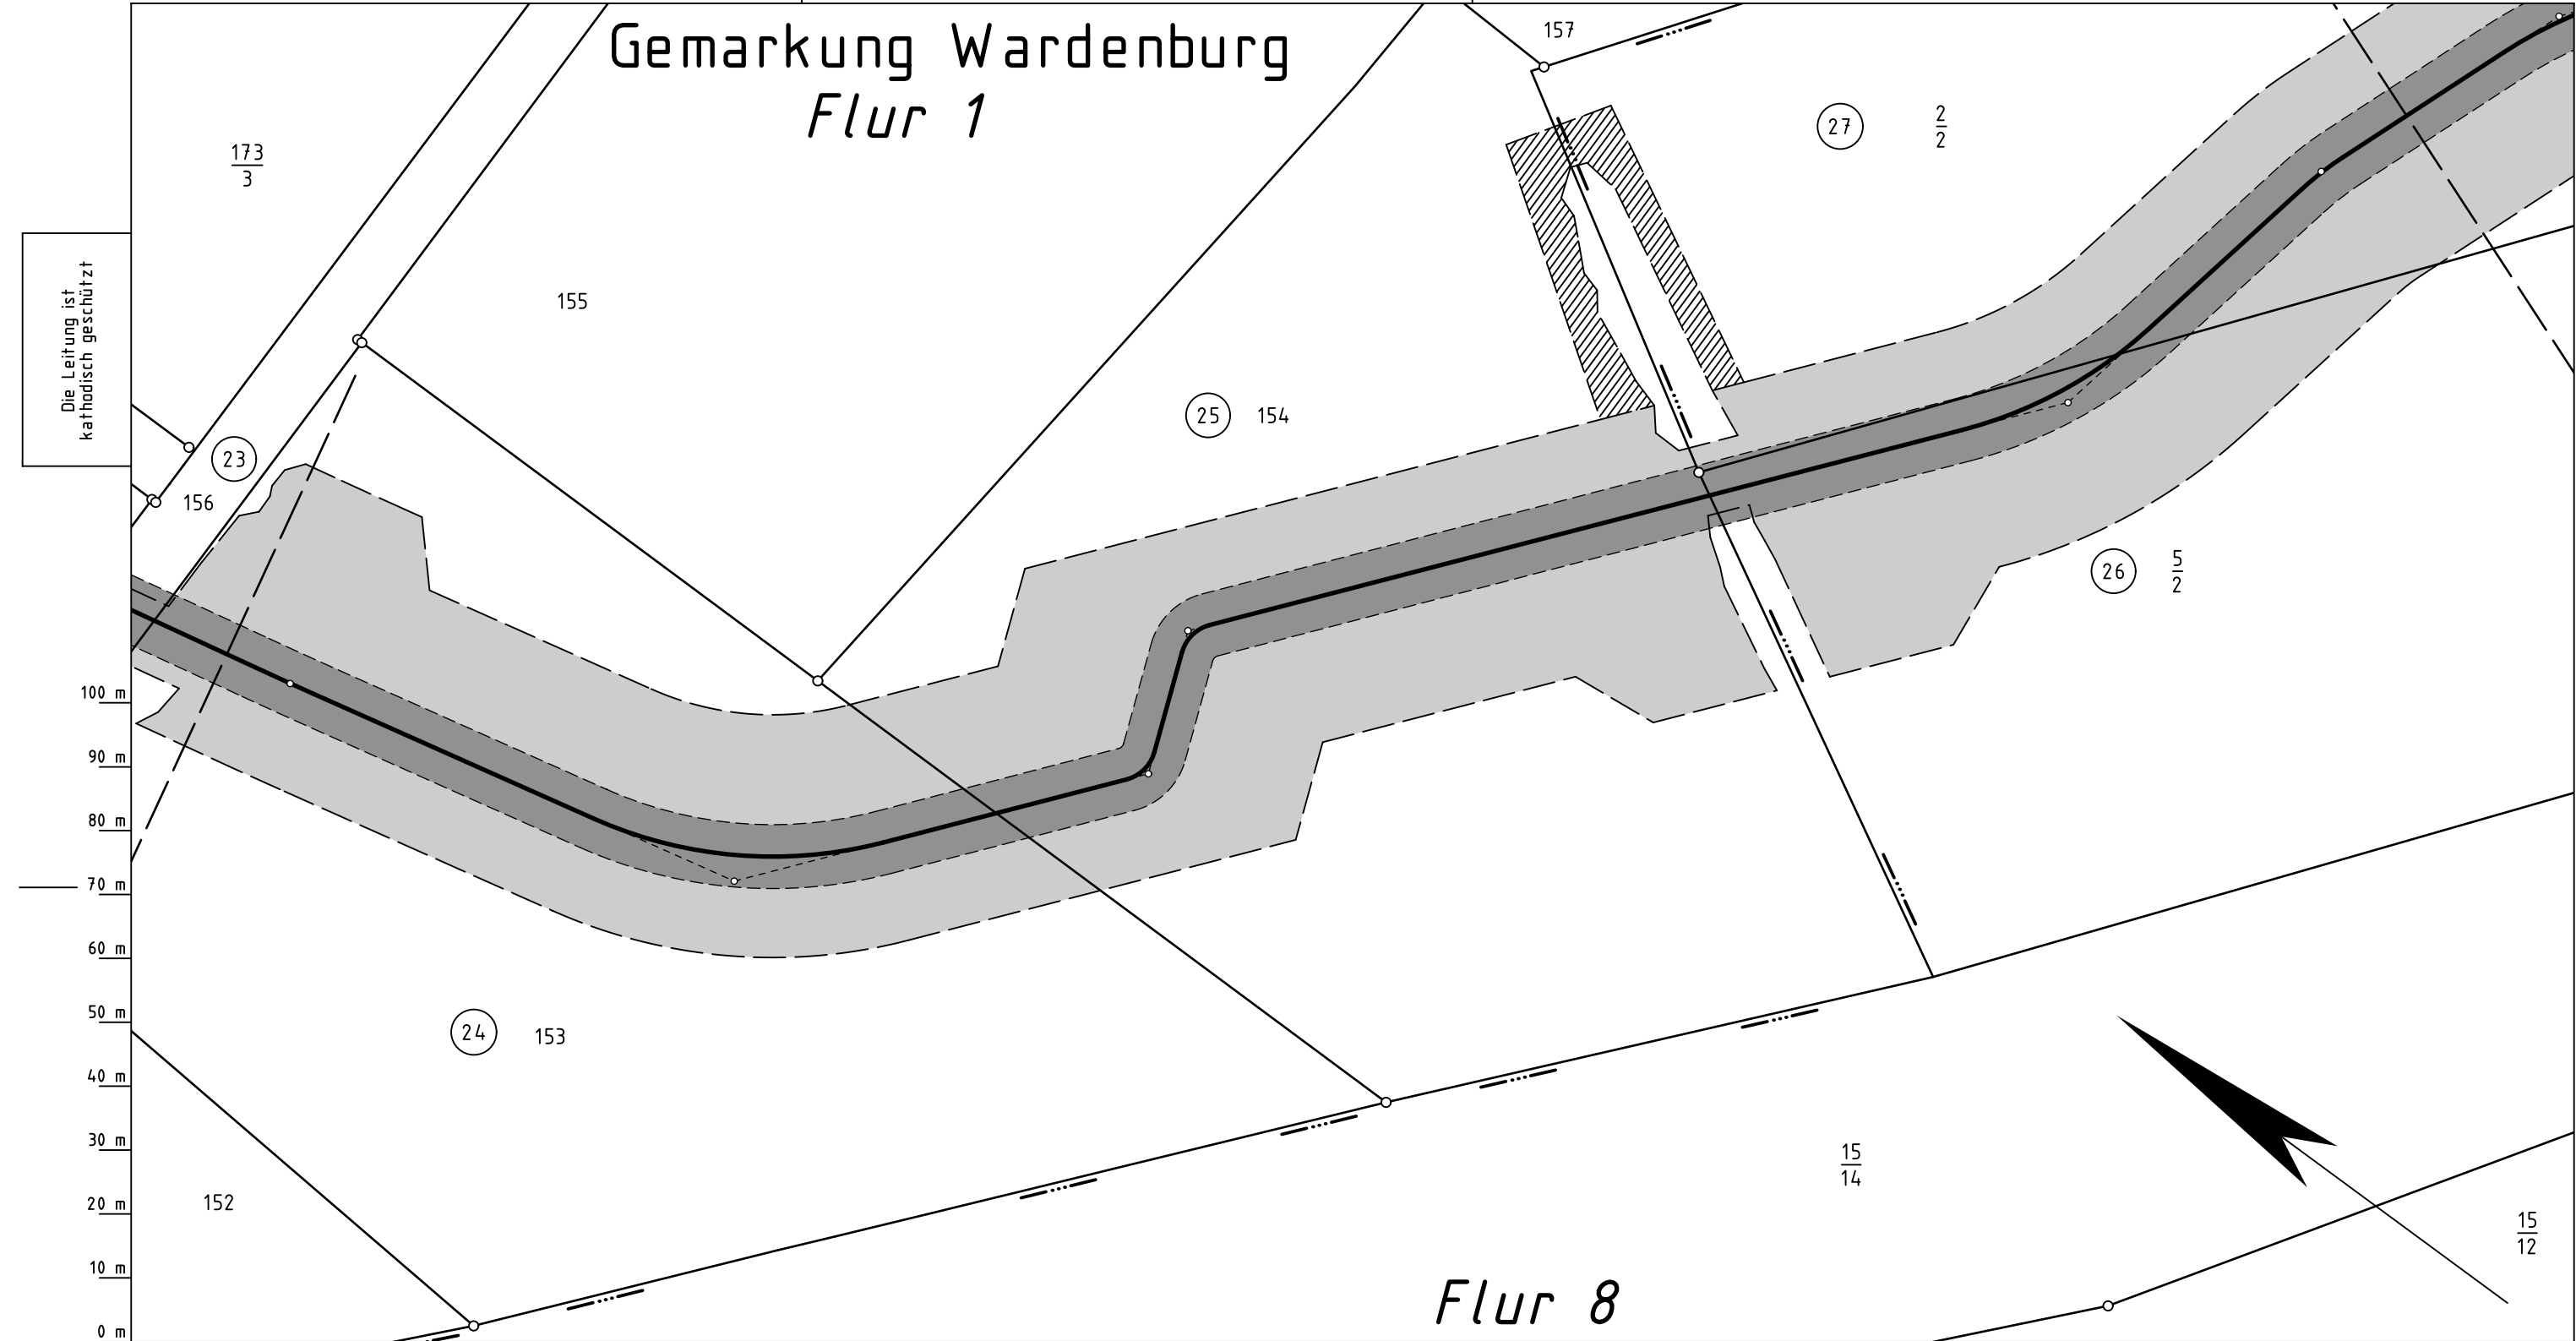 Gemarkung Wardenburg
Flur 1
157
27
2
2
173
3
155
Die Leitung ist
kathodisch geschützt
25 154
23
156
26
5
2
100 m
90 m
80 m
70 m
60 m
50 m
40 m
30 m
20 m
10 m
0 m
24 153
152
15
14
15
12
Flur 8